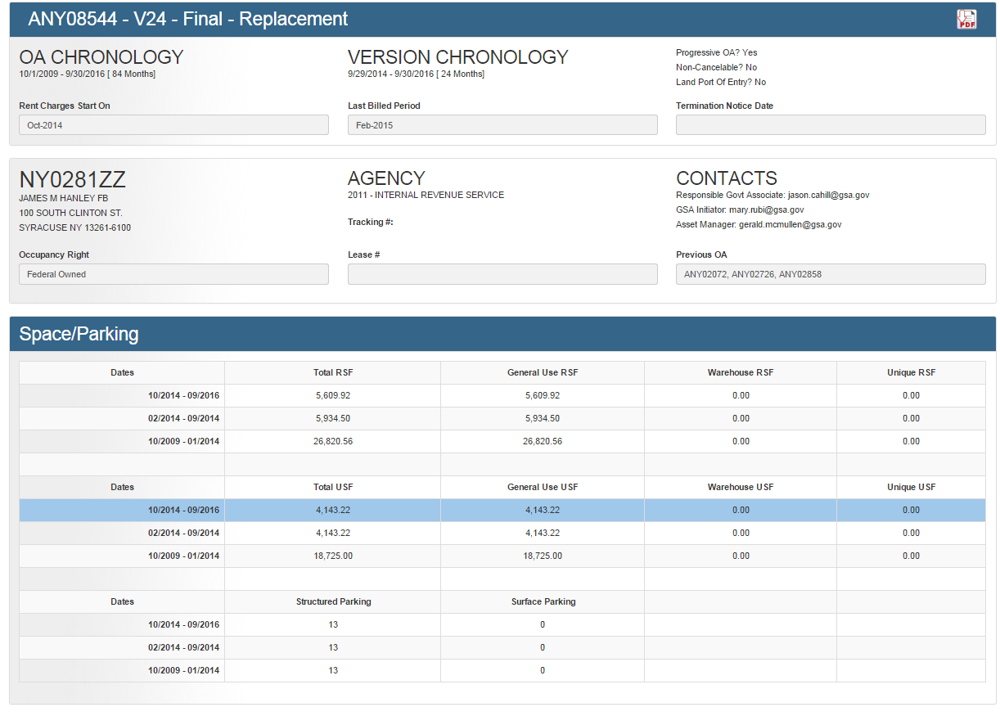 ANY08544 - V24 - Final - Replacement
PDF
OA CHRONOLOGY
10/1/2009 - 9/30/2016 [ 84 Months]
VERSION CHRONOLOGY
9/29/2014 - 9/30/2016 [ 24 Months]
Progressive OA? Yes
Non-Cancelable? No
Land Port Of Entry? No
Rent Charges Start On
Oct-2014
Last Billed Period
Feb-2015
Termination Notice Date
NY0281ZZ
JAMES M HANLEY FB
100 SOUTH CLINTON ST.
SYRACUSE NY 13261-6100
AGENCY
2011 - INTERNAL REVENUE SERVICE
Tracking #:
CONTACTS
Responsible Govt Associate: jason.cahill@gsa.gov
GSA Initiator: mary.rubi@gsa.gov
Asset Manager: gerald.mcmullen@gsa.gov
Occupancy Right
Federal Owned
Lease #
Previous OA
ANY02072, ANY02726, ANY02858
Space/Parking
Dates Total RSF General Use RSF Warehouse RSF Unique RSF
10/2014 - 09/2016 5,609.92 5,609.92 0.00 0.00
02/2014 - 09/2014 5,934.50 5,934.50 0.00 0.00
10/2009 - 01/2014 26,820.56 26,820.56 0.00 0.00
Dates Total USF General Use USF Warehouse USF Unique USF
10/2014 - 09/2016 4,143.22 4,143.22 0.00 0.00
02/2014 - 09/2014 4,143.22 4,143.22 0.00 0.00
10/2009 - 01/2014 18,725.00 18,725.00 0.00 0.00
Dates Structured Parking Surface Parking
10/2014 - 09/2016 13 0
02/2014 - 09/2014 13 0
10/2009 - 01/2014 13 0